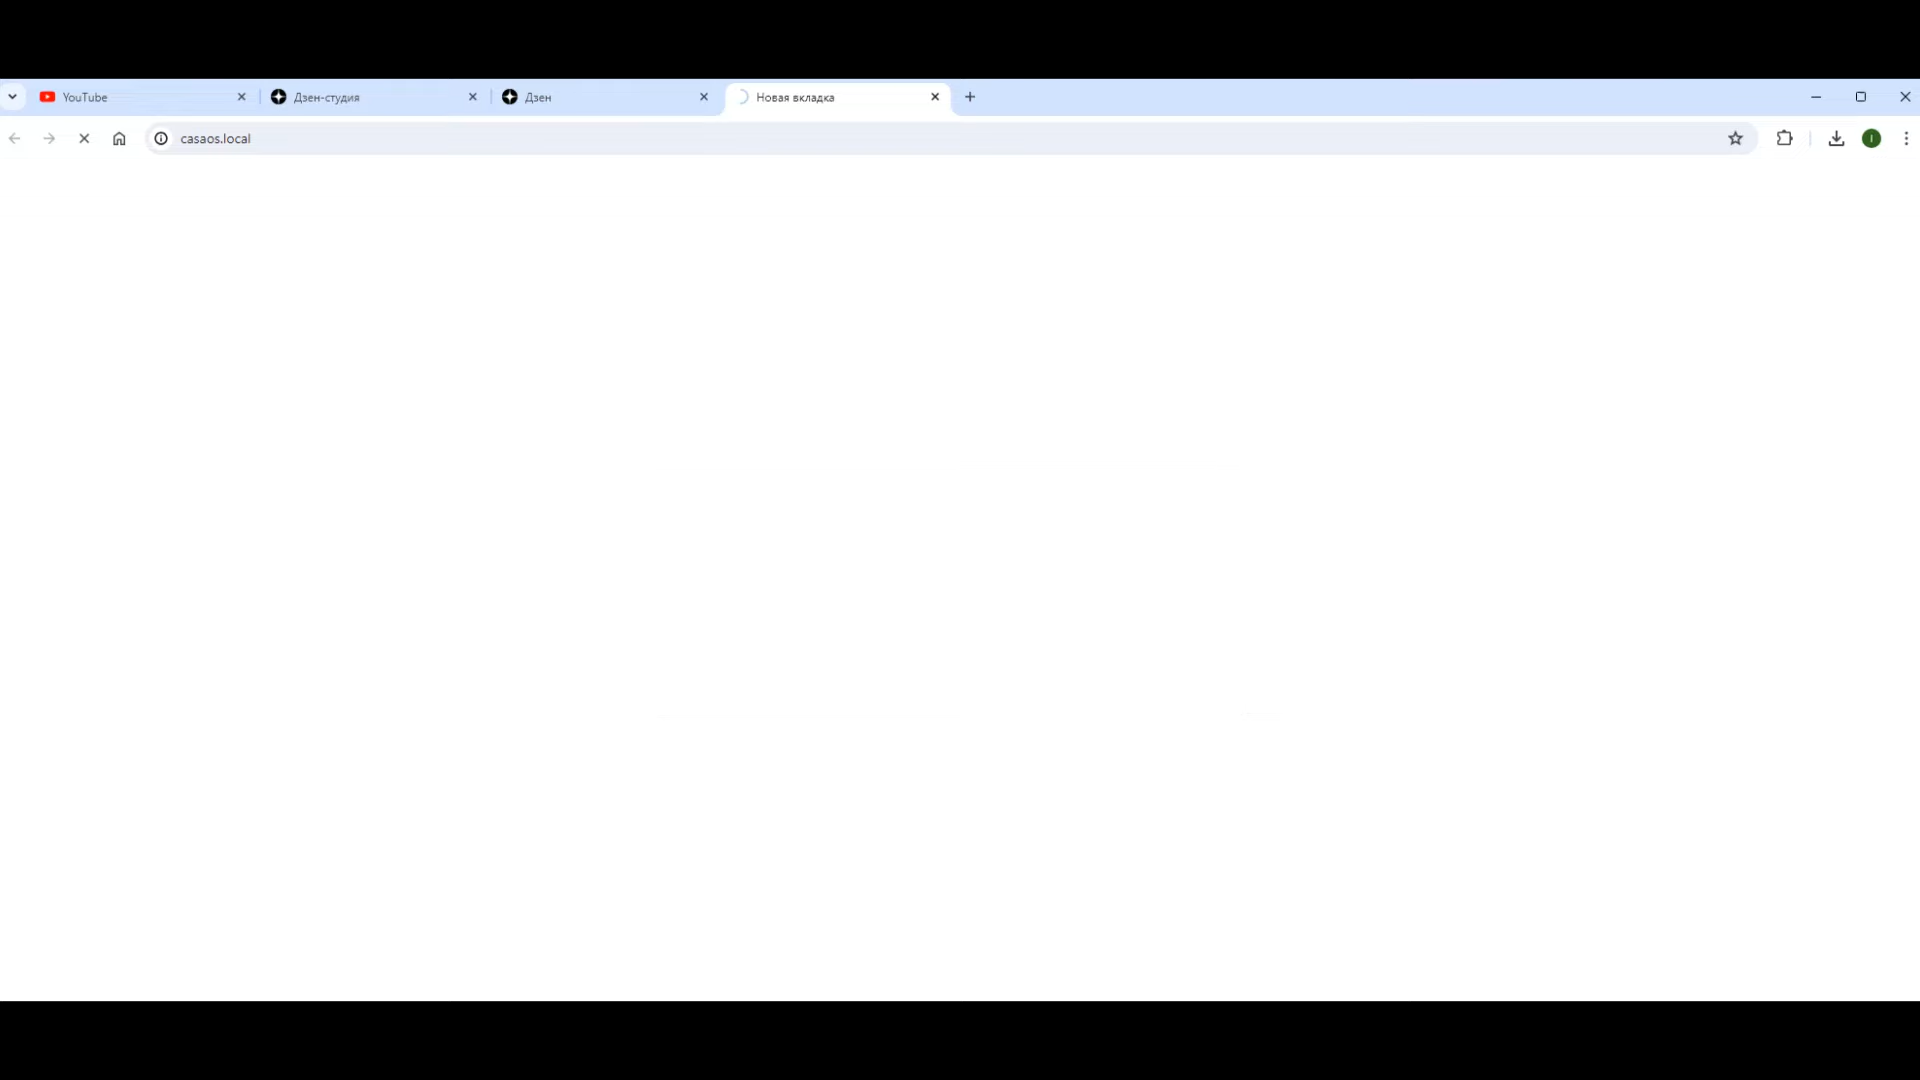 YouTube
Дзен-студия
Дзен
Новая вкладка
casaos.local
I